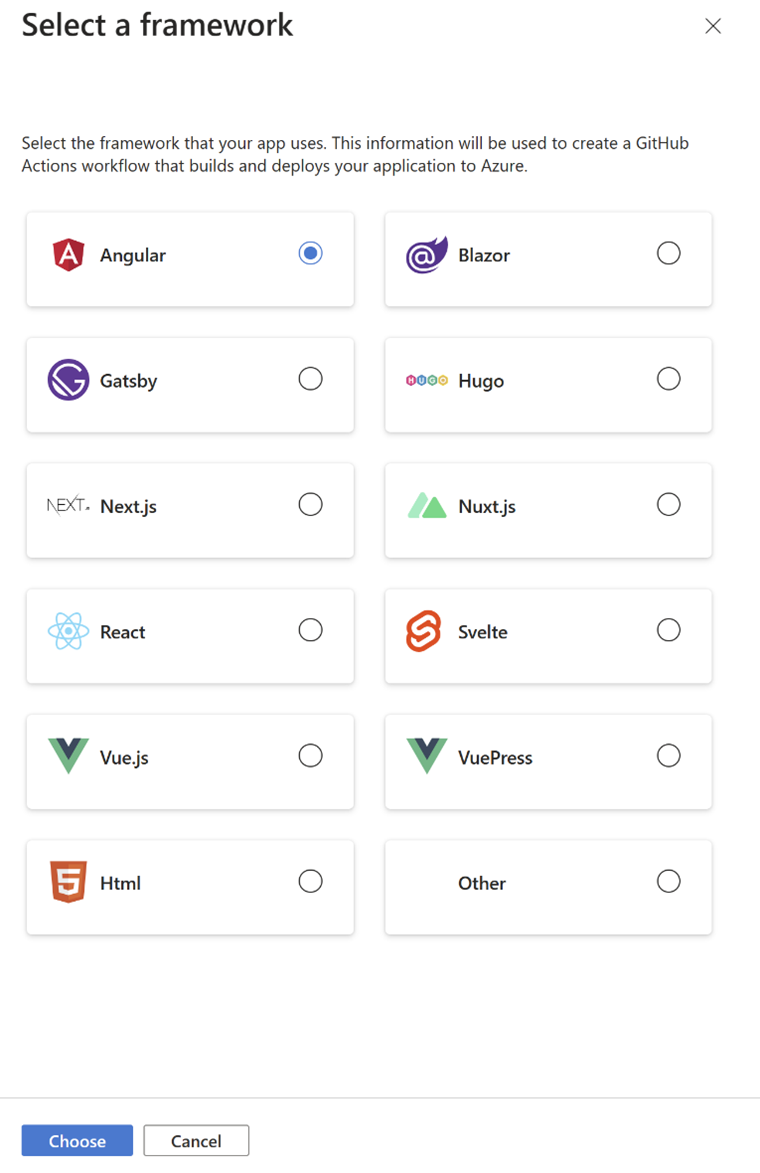 Select a framework
Select the framework that your app uses. This information will be used to create a GitHub
Actions workflow that builds and deploys your application to Azure.
Angular
Blazor
Gatsby
HUGO Hugo
NEXT.JS Next.js
Nuxt.js
React
Svelte
Vue.js
VuePress
5 Html
Other
Choose
Cancel